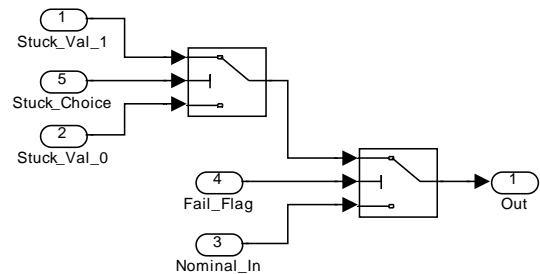 1
Stuck_Val_1
5
Stuck_Choice
2
Stuck_Val_0
4
Fail_Flag
3
Nominal_In
1
Out